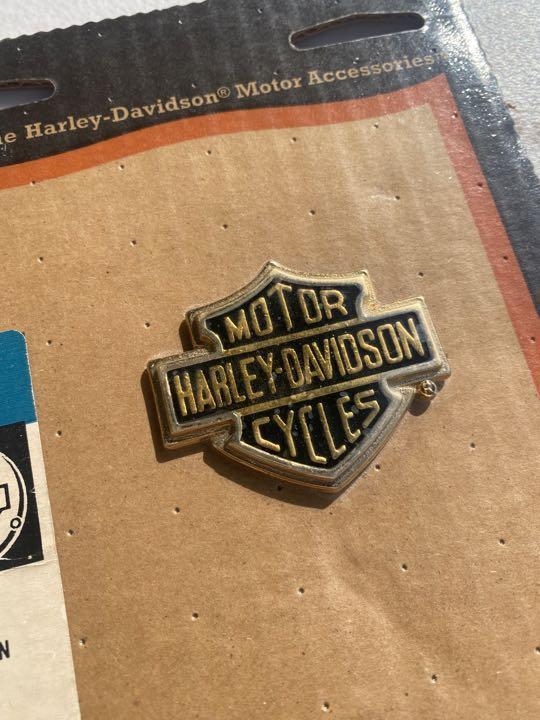 e Harley-Davidson® Motor Accessories
MOTOR
HARLEY-DAVIDSON
CYCLES
®
N